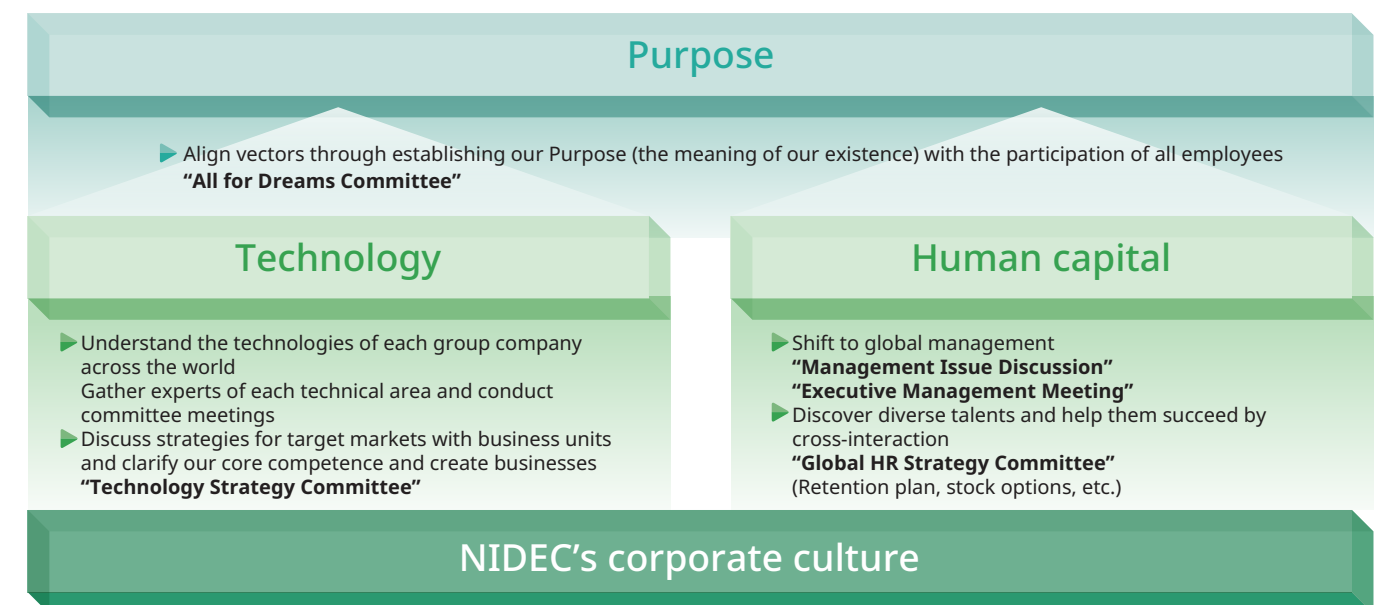 Purpose
Align vectors through establishing our Purpose (the meaning of our existence) with the participation of all employees
“All for Dreams Committee”
Technology
Understand the technologies of each group company
across the world
Gather experts of each technical area and conduct
committee meetings
Discuss strategies for target markets with business units
and clarify our core competence and create businesses
“Technology Strategy Committee”
Human capital
Shift to global management
“Management Issue Discussion”
“Executive Management Meeting”
Discover diverse talents and help them succeed by
cross-interaction
“Global HR Strategy Committee”
(Retention plan, stock options, etc.)
NIDEC’s corporate culture